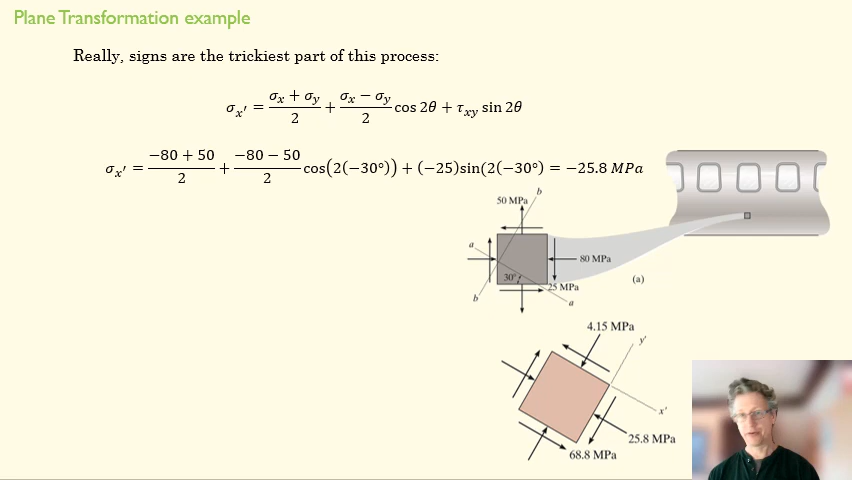 Plane Transformation example
Really, signs are the trickiest part of this process:
σx′ = (σx + σy)/2 + (σx − σy)/2 cos 2θ + τxy sin 2θ
σx′ = (−80 + 50)/2 + (−80 − 50)/2 cos(2(−30°)) + (−25)sin(2(−30°) = −25.8 MPa
b
50 MPa
a
80 MPa
30°
25 MPa
(a)
b
a
4.15 MPa
y′
x′
25.8 MPa
68.8 MPa